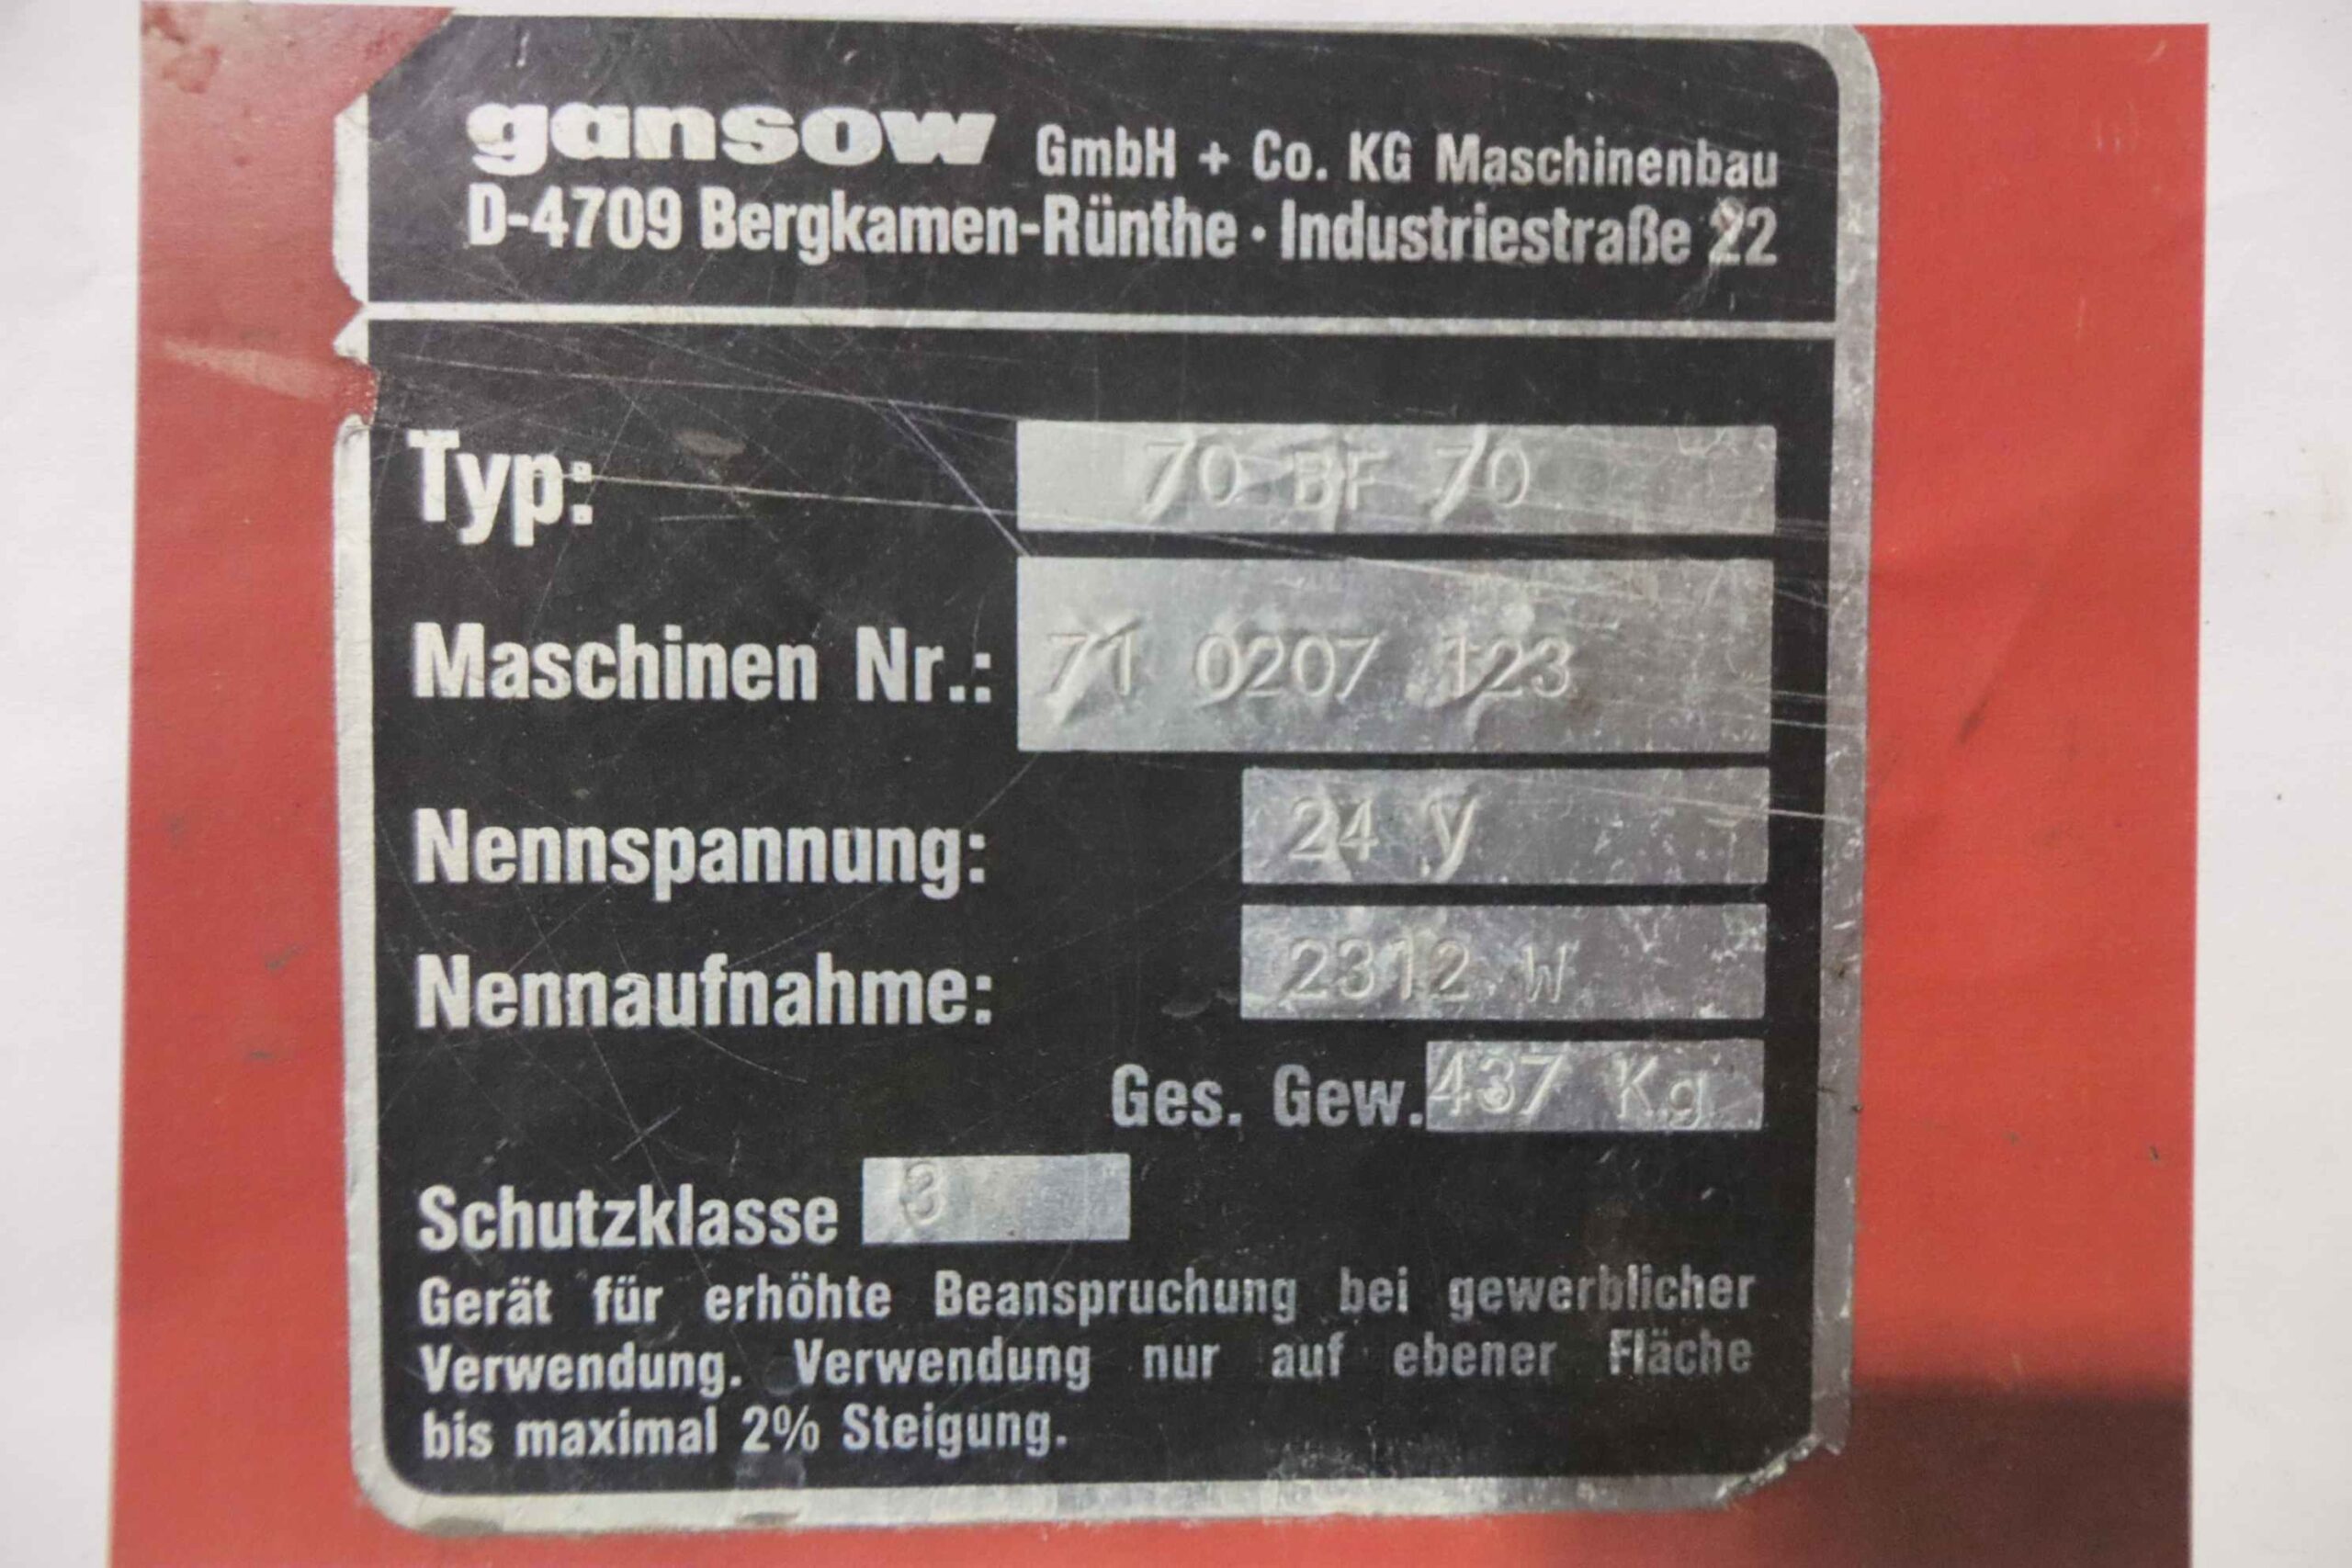 gansow GmbH + Co. KG Maschinenbau
D-4709 Bergkamen-Rünthe · Industriestraße 22
Typ: 70 BF 70
Maschinen Nr.: 71 0207 123
Nennspannung: 24 V
Nennaufnahme: 2312 W
Ges. Gew. 437 Kg
Schutzklasse 3
Gerät für erhöhte Beanspruchung bei gewerblicher
Verwendung. Verwendung nur auf ebener Fläche
bis maximal 2% Steigung.